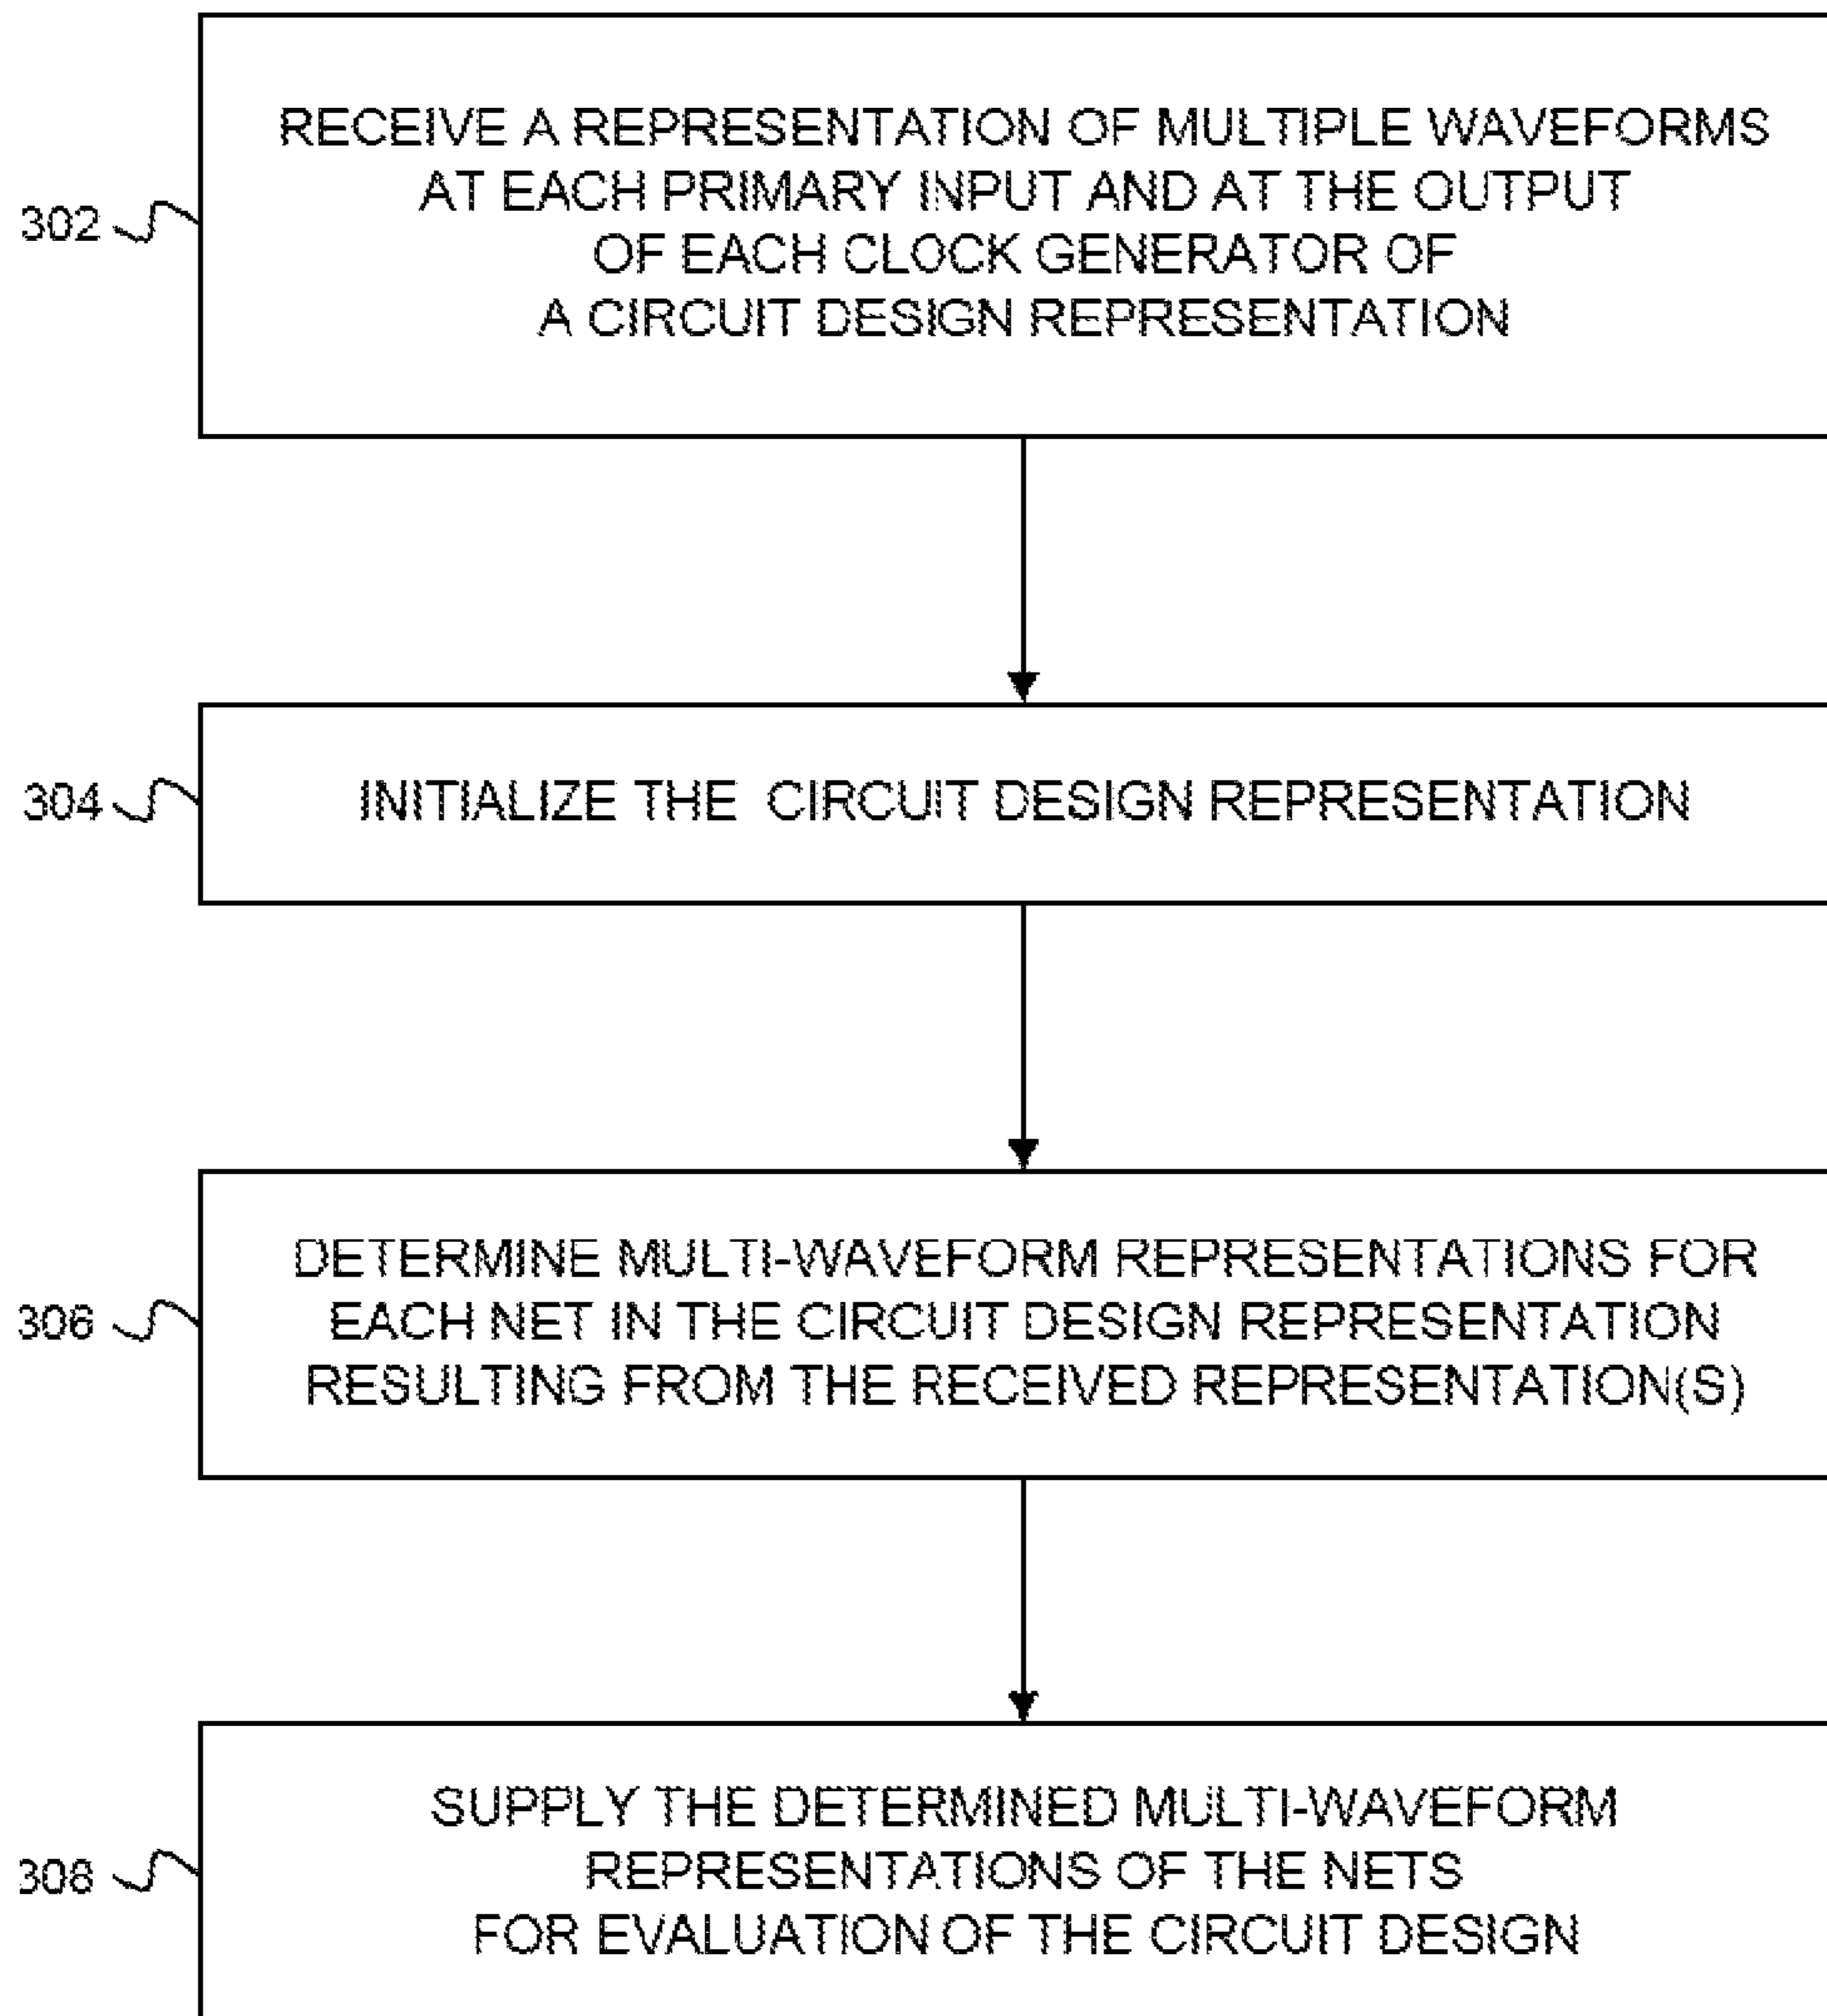 RECEIVE A REPRESENTATION OF MULTIPLE WAVEFORMS
AT EACH PRIMARY INPUT AND AT THE OUTPUT
OF EACH CLOCK GENERATOR OF
A CIRCUIT DESIGN REPRESENTATION
302
304
INITIALIZE THE CIRCUIT DESIGN REPRESENTATION
DETERMINE MULTI-WAVEFORM REPRESENTATIONS FOR
EACH NET IN THE CIRCUIT DESIGN REPRESENTATION
RESULTING FROM THE RECEIVED REPRESENTATION(S)
306
SUPPLY THE DETERMINED MULTI-WAVEFORM
REPRESENTATIONS OF THE NETS
FOR EVALUATION OF THE CIRCUIT DESIGN
308